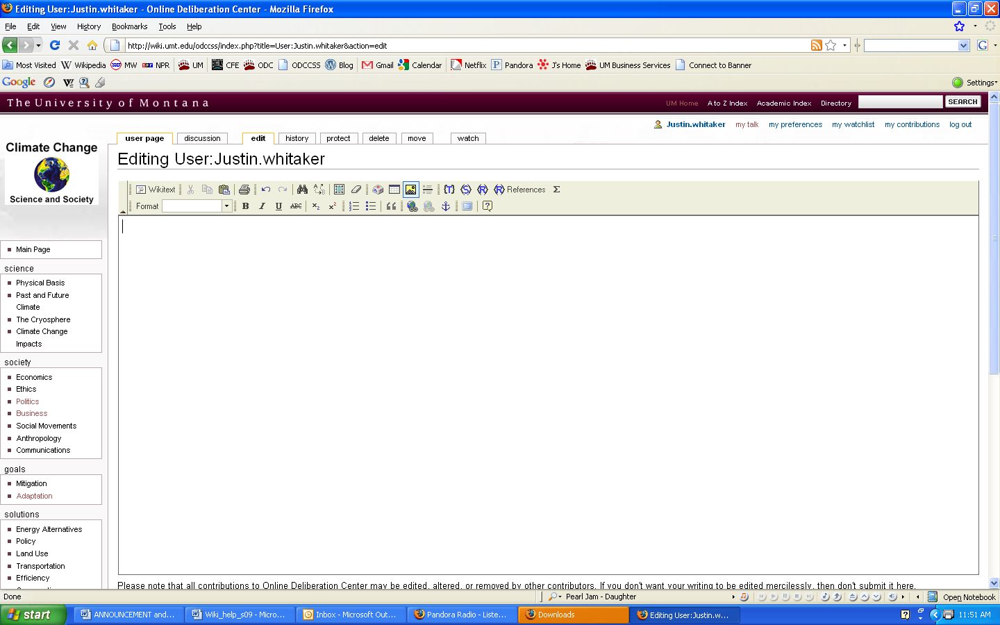 Editing User:Justin.whitaker - Online Deliberation Center - Mozilla Firefox
File Edit View History Bookmarks Tools Help
http://wiki.umt.edu/odccss/index.php?title=User:Justin.whitaker&action=edit
Most Visited Wikipedia MW NPR UM CFE ODC ODCCSS Blog Gmail Calendar Netflix Pandora J's Home UM Business Services Connect to Banner
Google Settings
The University of Montana UM Home A to Z Index Academic Index Directory SEARCH
Justin.whitaker my talk my preferences my watchlist my contributions log out
user page discussion edit history protect delete move watch
Climate Change
Science and Society
Editing User:Justin.whitaker
Wikitext References Σ
Format B I U ABC
Main Page
science
Physical Basis
Past and Future
Climate
The Cryosphere
Climate Change
Impacts
society
Economics
Ethics
Politics
Business
Social Movements
Anthropology
Communications
goals
Mitigation
Adaptation
solutions
Energy Alternatives
Policy
Land Use
Transportation
Efficiency
Please note that all contributions to Online Deliberation Center may be edited, altered, or removed by other contributors. If you don't want your writing to be edited mercilessly, then don't submit it here.
Done Pearl Jam - Daughter Open Notebook
start ANNOUNCEMENT and... Wiki_help_s09 - Micro... Inbox - Microsoft Out... Pandora Radio - Liste... Downloads Editing User:Justin.w... 11:51 AM